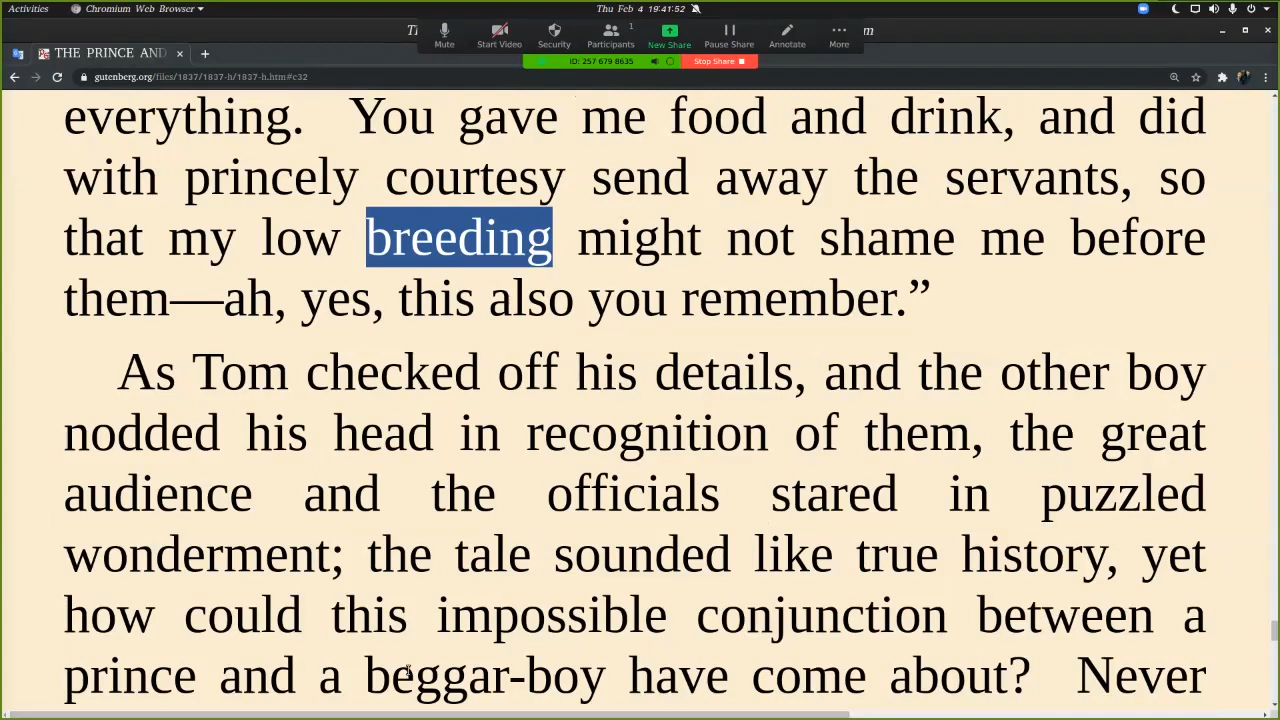 Activities Chromium Web Browser Thu Feb 4 19:41:52
Mute Start Video Security Participants 1 New Share Pause Share Annotate More
THE PRINCE AND × +
ID: 257 679 8635 Stop Share
gutenberg.org/files/1837/1837-h/1837-h.htm#c32
everything. You gave me food and drink, and did
with princely courtesy send away the servants, so
that my low breeding might not shame me before
them—ah, yes, this also you remember.”
As Tom checked off his details, and the other boy
nodded his head in recognition of them, the great
audience and the officials stared in puzzled
wonderment; the tale sounded like true history, yet
how could this impossible conjunction between a
prince and a beggar-boy have come about? Never